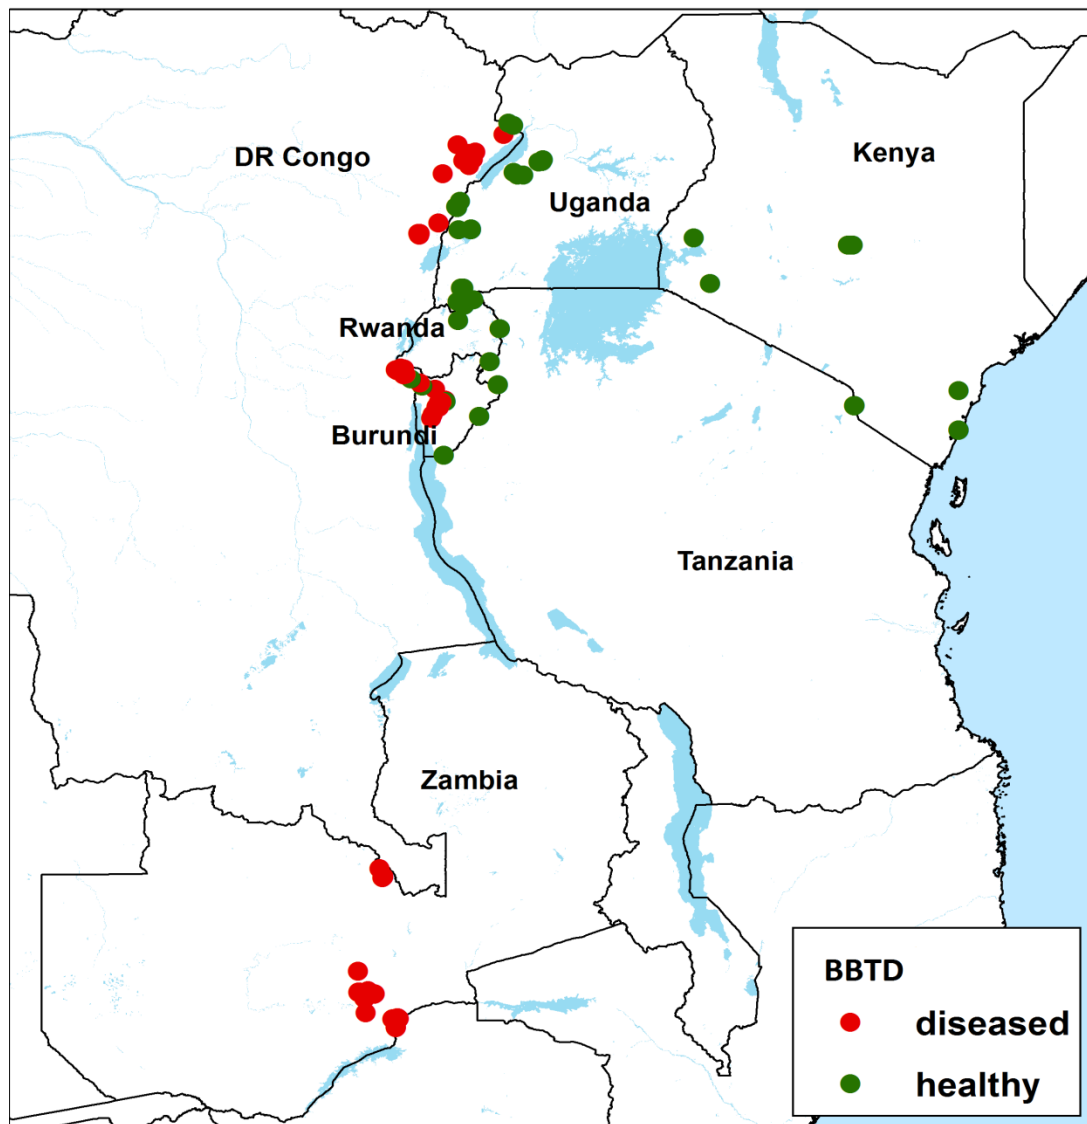 Kenya
DR Congo
Uganda
Rwanda
Burundi
Tanzania
Zambia
BBTD
diseased
healthy